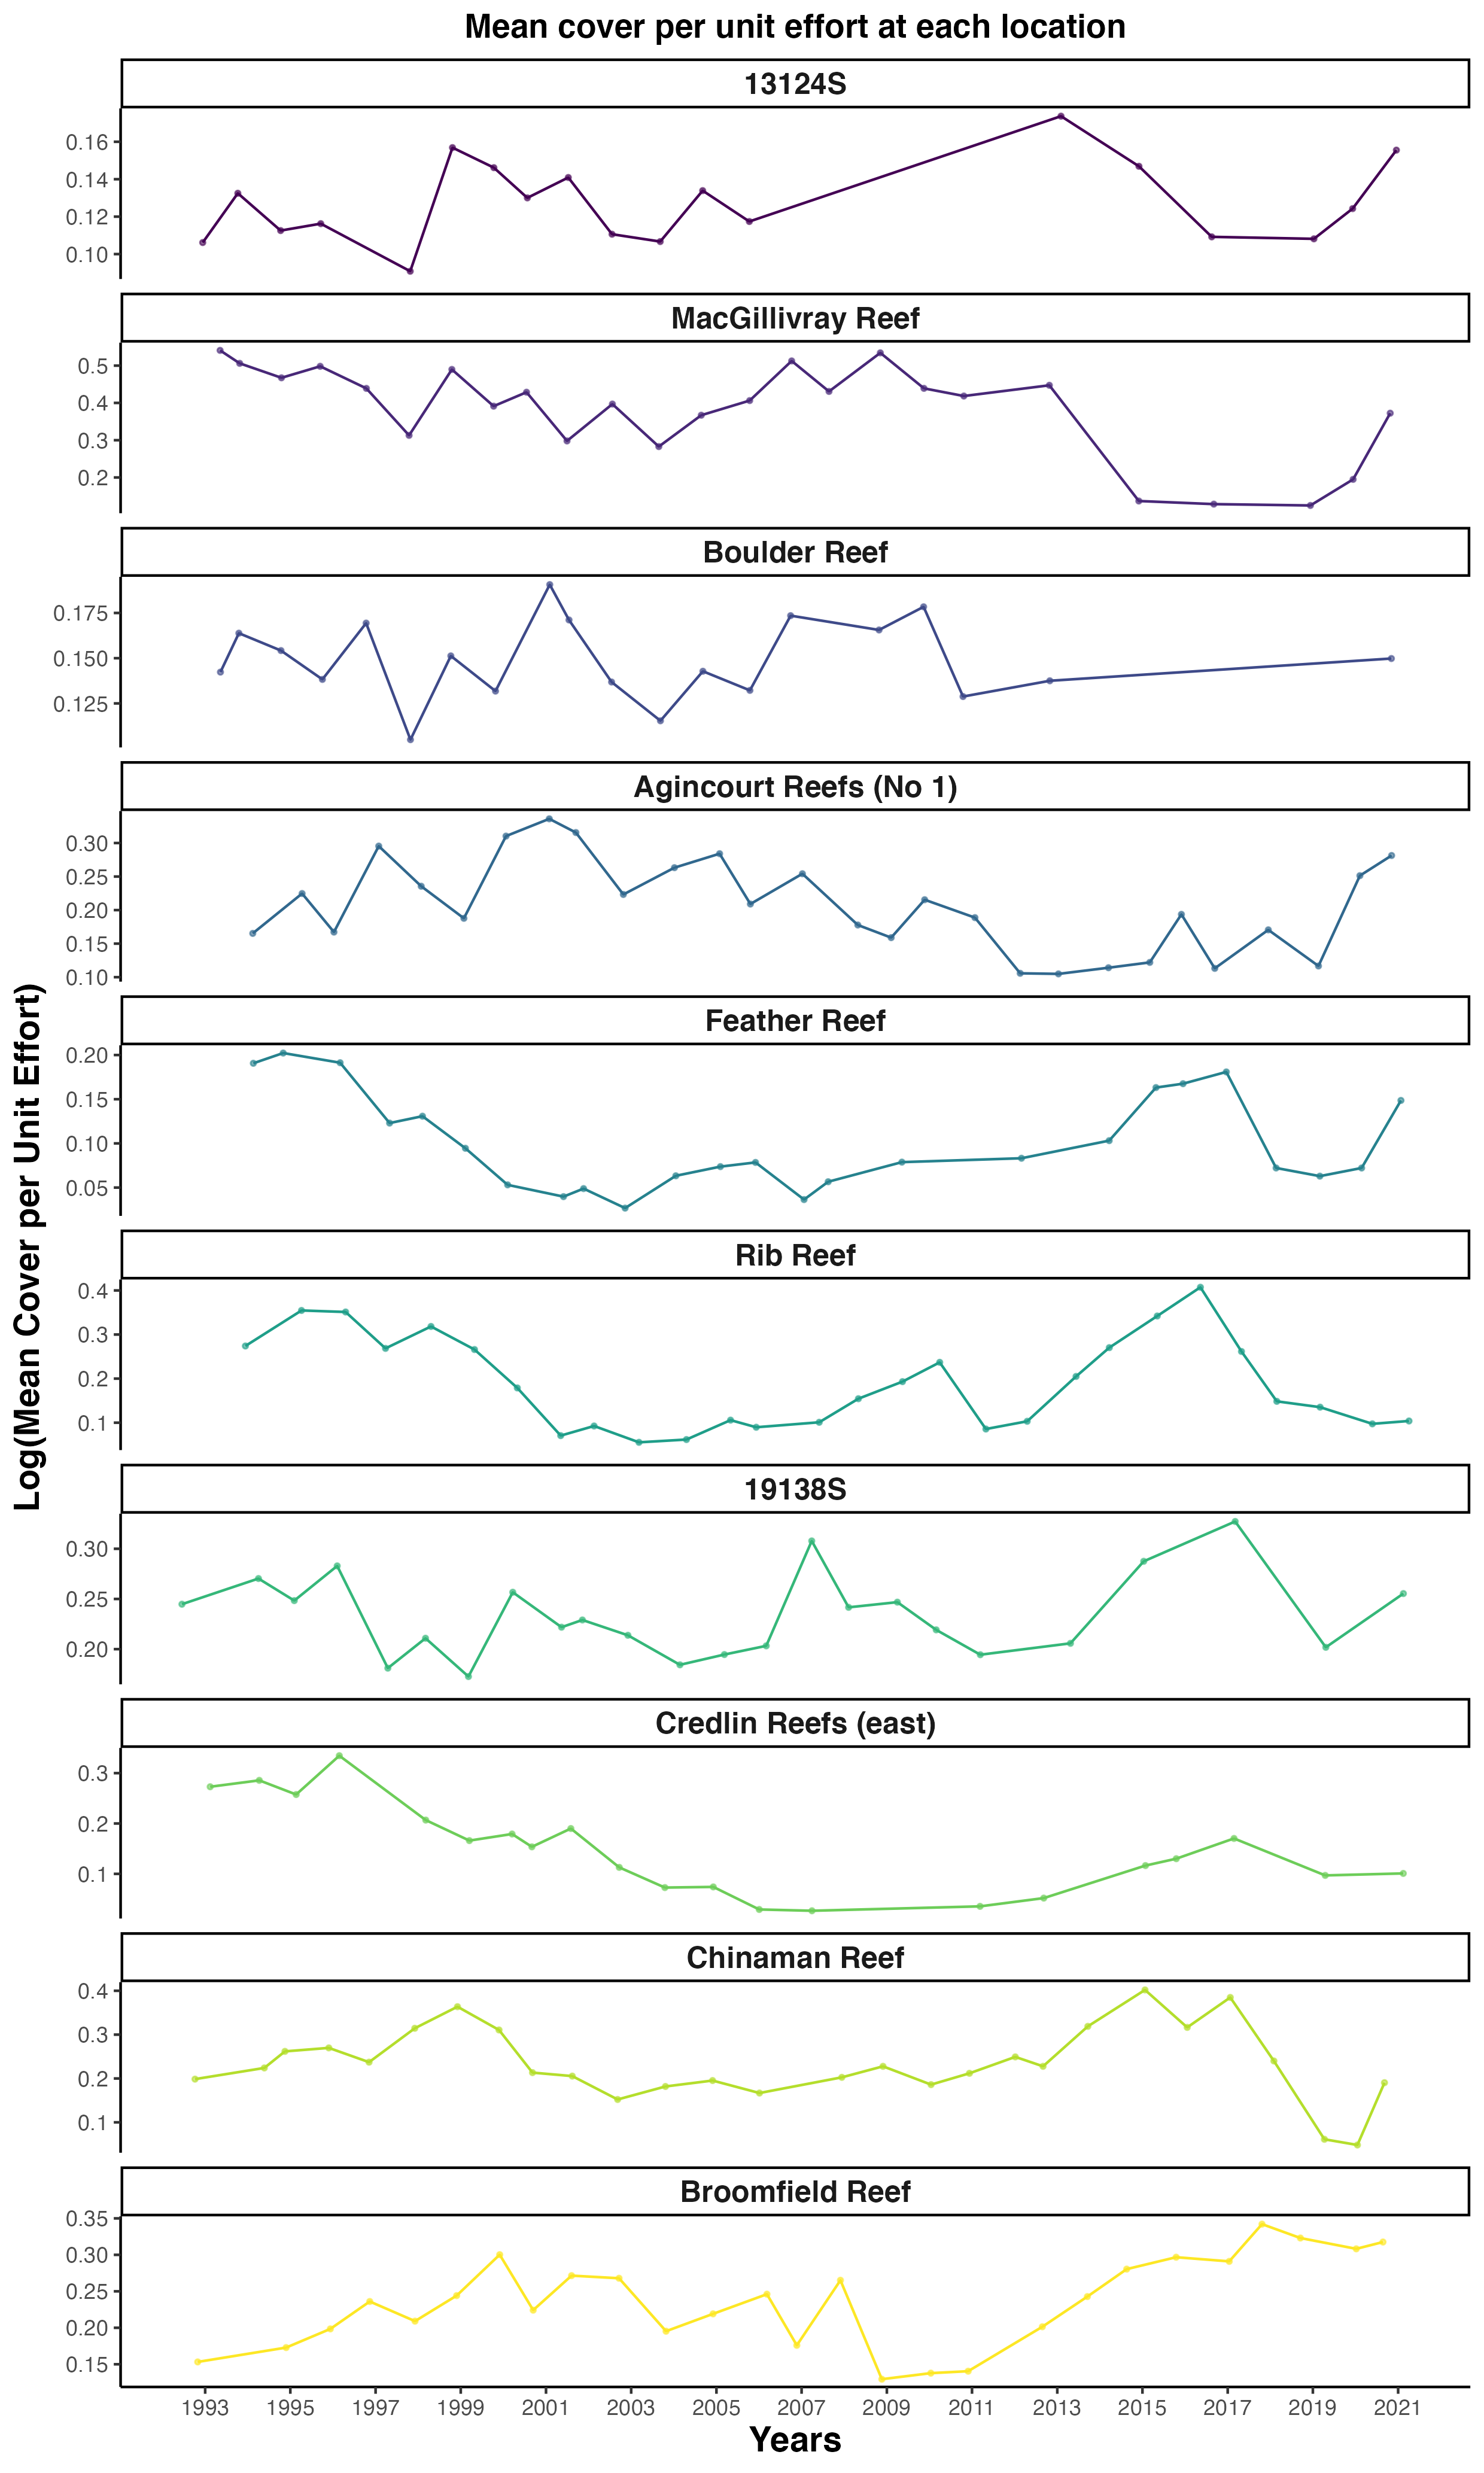 Mean cover per unit effort at each location
13124S
0.16
0.14
0.12
0.10
MacGillivray Reef
0.5
0.4
0.3
0.2
Boulder Reef
0.175
0.150
0.125
Agincourt Reefs (No 1)
0.30
0.25
0.20
0.15
0.10
Feather Reef
0.20
0.15
0.10
0.05
Rib Reef
0.4
0.3
0.2
0.1
19138S
0.30
0.25
0.20
Credlin Reefs (east)
0.3
0.2
0.1
Chinaman Reef
0.4
0.3
0.2
0.1
Broomfield Reef
0.35
0.30
0.25
0.20
0.15
1993 1995 1997 1999 2001 2003 2005 2007 2009 2011 2013 2015 2017 2019 2021
Years
Log(Mean Cover per Unit Effort)